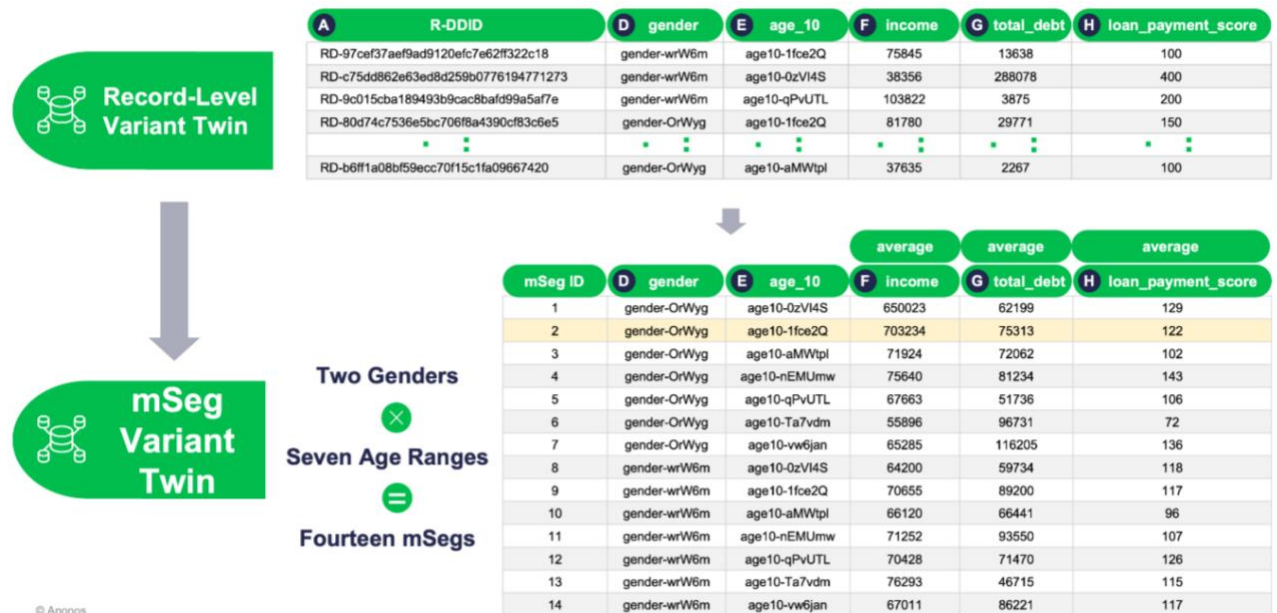 A R-DDID D gender E age_10 F income G total_debt H loan_payment_score
RD-97cef37aef9ad9120efc7e62ff322c18 gender-wrW6m age10-1fce2Q 75845 13638 100
RD-c75dd862e63ed8d259b0776194771273 gender-wrW6m age10-0zVI4S 38356 288078 400
RD-9c015cba189493b9cac8bafd99a5af7e gender-wrW6m age10-qPvUTL 103822 3875 200
RD-80d74c7536e5bc706f8a4390cf83c6e5 gender-OrWyg age10-1fce2Q 81780 29771 150
RD-b6ff1a08bf59ecc70f15c1fa09667420 gender-OrWyg age10-aMWtpl 37635 2267 100
Record-Level
Variant Twin
average average average
mSeg ID D gender E age_10 F income G total_debt H loan_payment_score
1 gender-OrWyg age10-0zVI4S 650023 62199 129
2 gender-OrWyg age10-1fce2Q 703234 75313 122
3 gender-OrWyg age10-aMWtpl 71924 72062 102
4 gender-OrWyg age10-nEMUmw 75640 81234 143
5 gender-OrWyg age10-qPvUTL 67663 51736 106
6 gender-OrWyg age10-Ta7vdm 55896 96731 72
7 gender-OrWyg age10-vw6jan 65285 116205 136
8 gender-wrW6m age10-0zVI4S 64200 59734 118
9 gender-wrW6m age10-1fce2Q 70655 89200 117
10 gender-wrW6m age10-aMWtpl 66120 66441 96
11 gender-wrW6m age10-nEMUmw 71252 93550 107
12 gender-wrW6m age10-qPvUTL 70428 71470 126
13 gender-wrW6m age10-Ta7vdm 76293 46715 115
14 gender-wrW6m age10-vw6jan 67011 86221 117
mSeg
Variant
Twin
Two Genders
×
Seven Age Ranges
=
Fourteen mSegs
© Anonos